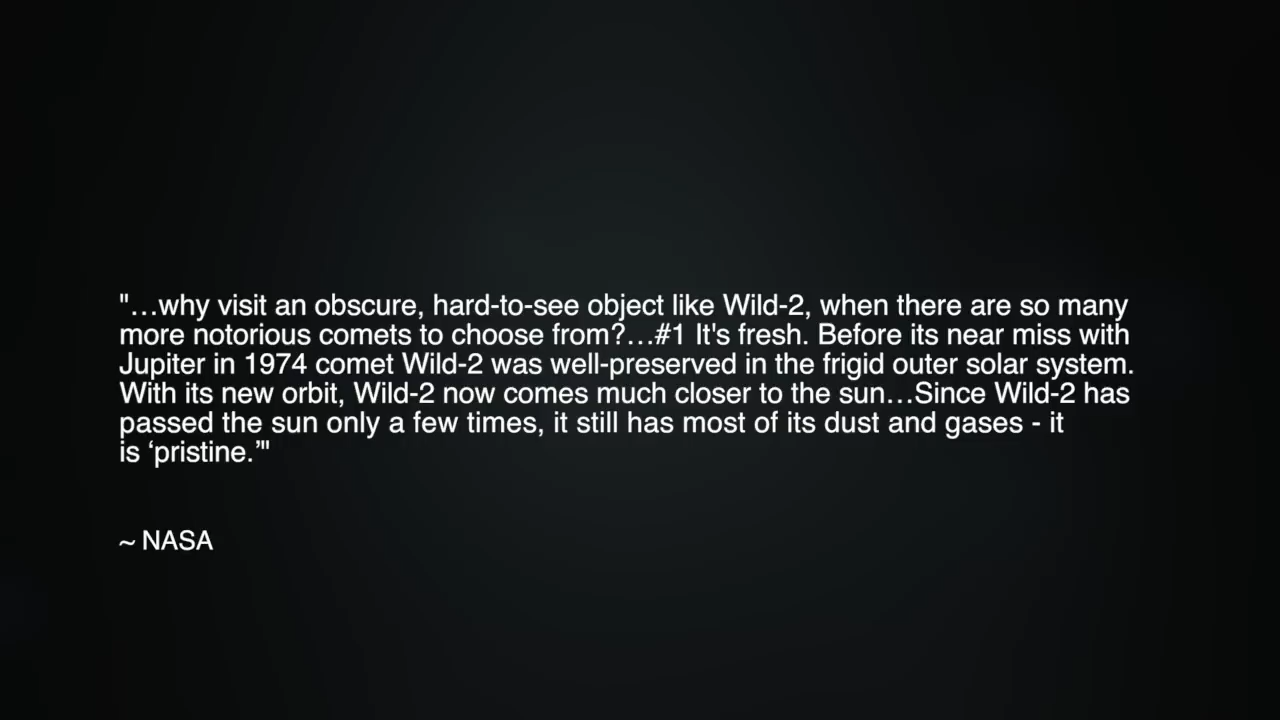 "…why visit an obscure, hard-to-see object like Wild-2, when there are so many
more notorious comets to choose from?…#1 It's fresh. Before its near miss with
Jupiter in 1974 comet Wild-2 was well-preserved in the frigid outer solar system.
With its new orbit, Wild-2 now comes much closer to the sun…Since Wild-2 has
passed the sun only a few times, it still has most of its dust and gases - it
is ‘pristine.’"
~ NASA